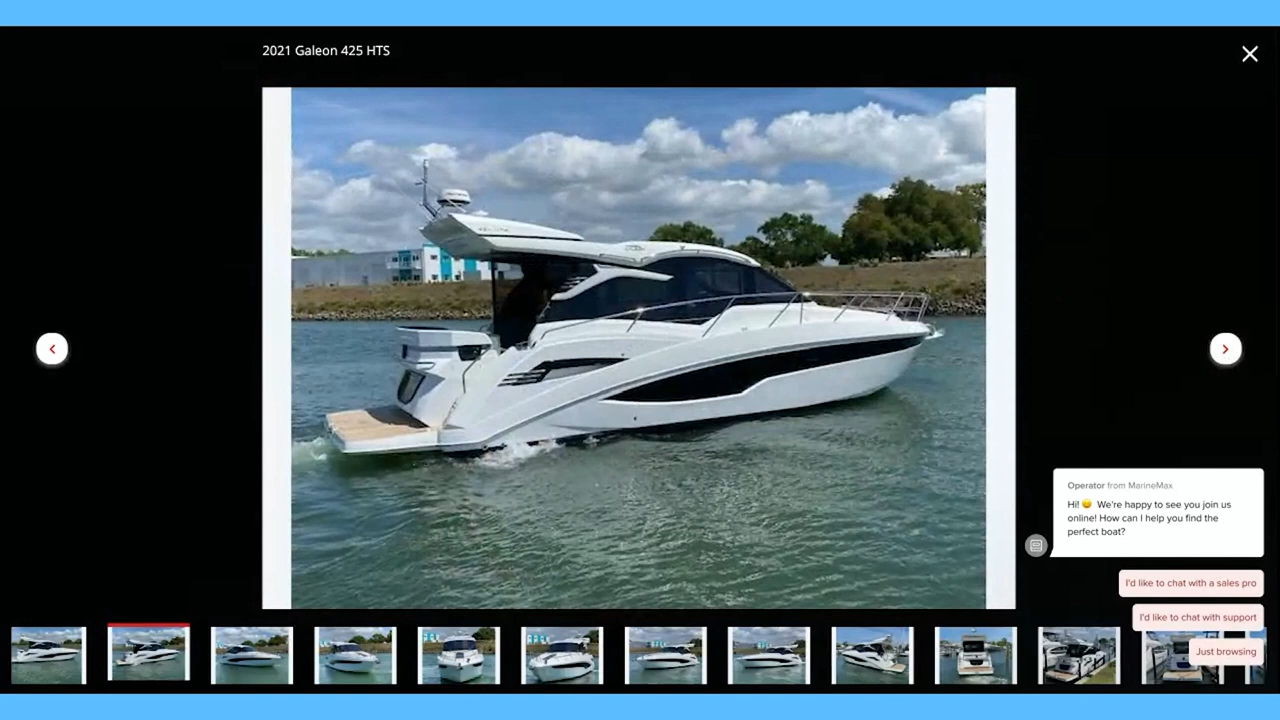 2021 Galeon 425 HTS
Operator from MarineMax
Hi! 😀 We're happy to see you join us
online! How can I help you find the
perfect boat?
I'd like to chat with a sales pro
I'd like to chat with support
Just browsing